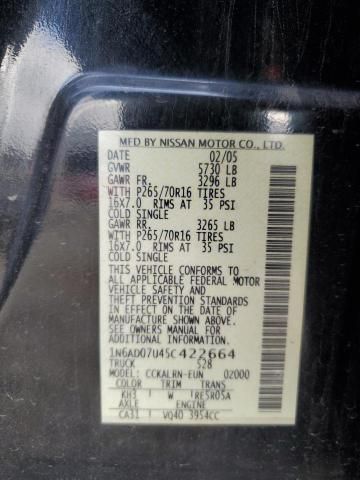 MFD BY NISSAN MOTOR CO., LTD.
DATE 02/05
GVWR 5730 LB
GAWR FR. 3296 LB
WITH P265/70R16 TIRES
16X7.0 RIMS AT 35 PSI
COLD SINGLE
GAWR RR. 3265 LB
WITH P265/70R16 TIRES
16X7.0 RIMS AT 35 PSI
COLD SINGLE
THIS VEHICLE CONFORMS TO
ALL APPLICABLE FEDERAL MOTOR
VEHICLE SAFETY AND
THEFT PREVENTION STANDARDS
IN EFFECT ON THE DATE OF
MANUFACTURE SHOWN ABOVE.
SEE OWNERS MANUAL FOR
ADDITIONAL INFORMATION.
1N6AD07U45C422664
TRUCK 528
MODEL CCKALRN-EUN 02000
COLOR TRIM TRANS
KH3 W RE5R05A
AXLE ENGINE
CA31 VQ40 3954CC